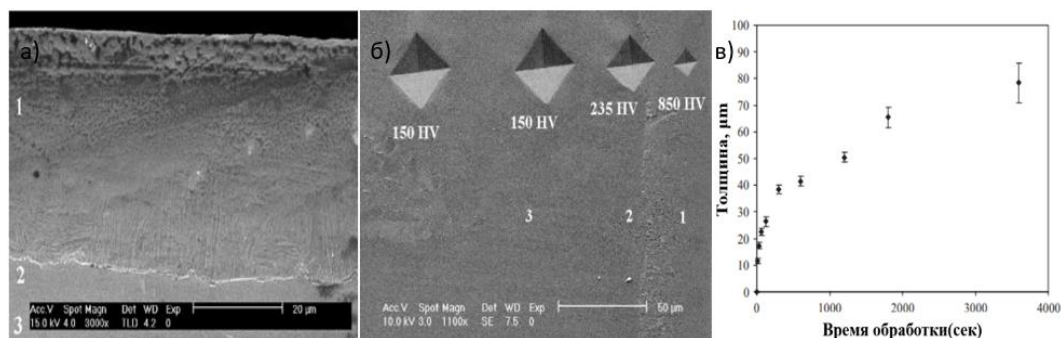 а)
1
2
3
Acc.V Spot Magn Det WD Exp
15.0 kV 4.0 3000x TLD 4.2 0
20 µm
б)
150 HV
150 HV
235 HV
850 HV
3
2
1
Acc.V Spot Magn Det WD Exp
10.0 kV 3.0 1100x SE 7.5 0
50 µm
в)
Толщина, µm
100
90
80
70
60
50
40
30
20
10
0
0
1000
2000
3000
4000
Время обработки(сек)